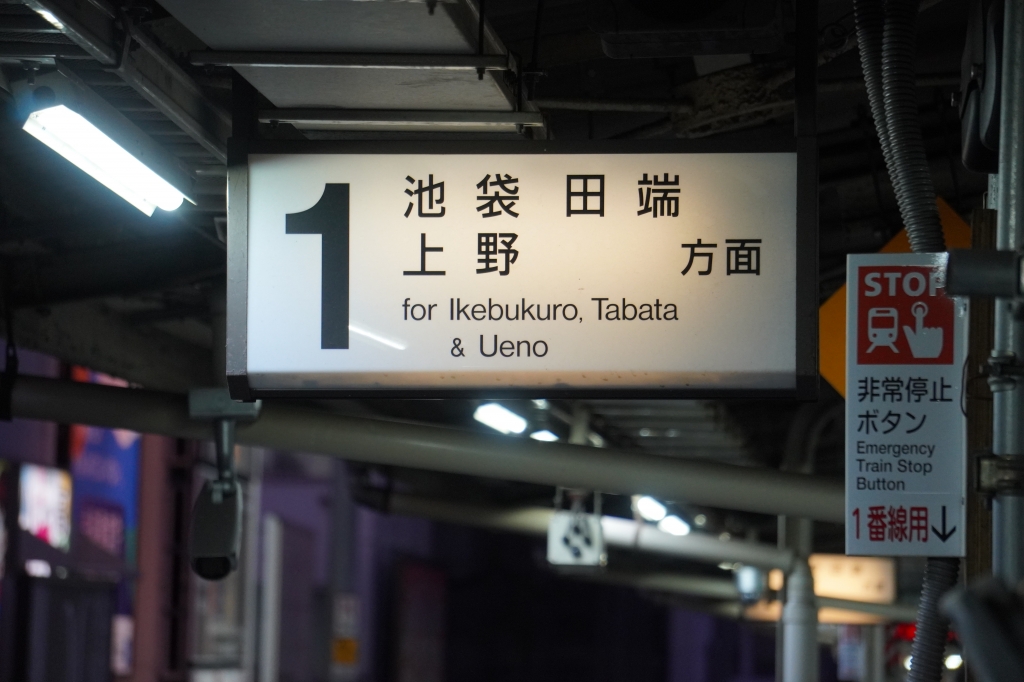 1
池袋 田端
上野 方面
for Ikebukuro, Tabata
& Ueno
STOP
非常停止
ボタン
Emergency
Train Stop
Button
1番線用↓